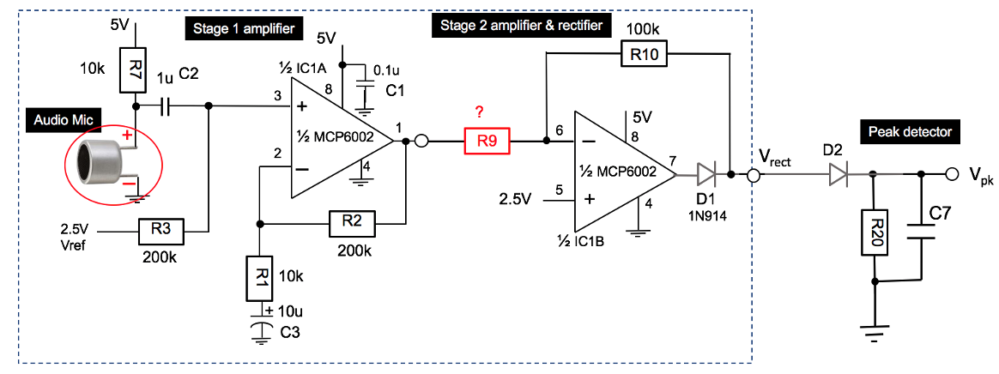 Stage 1 amplifier
Stage 2 amplifier & rectifier
Peak detector
Audio Mic
5V
10k
R7
1u C2
5V
½ IC1A
8
0.1u
C1
3
+
½ MCP6002
1
2
−
4
R2
200k
2.5V
Vref
R3
200k
R1
10k
+ 10u
C3
+
−
?
R9
100k
R10
6
−
5V
8
½ MCP6002
7
2.5V
5
+
4
½ IC1B
D1
1N914
Vrect
D2
R20
C7
Vpk